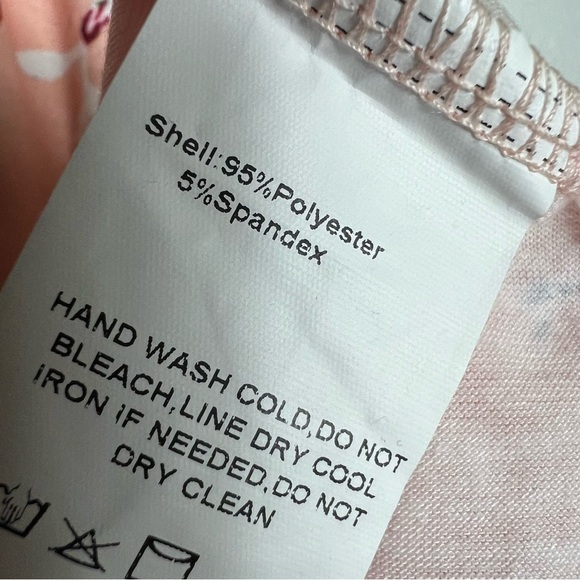 Shell:95%Polyester
5%Spandex
HAND WASH COLD,DO NOT
BLEACH,LINE DRY COOL
IRON IF NEEDED,DO NOT
DRY CLEAN